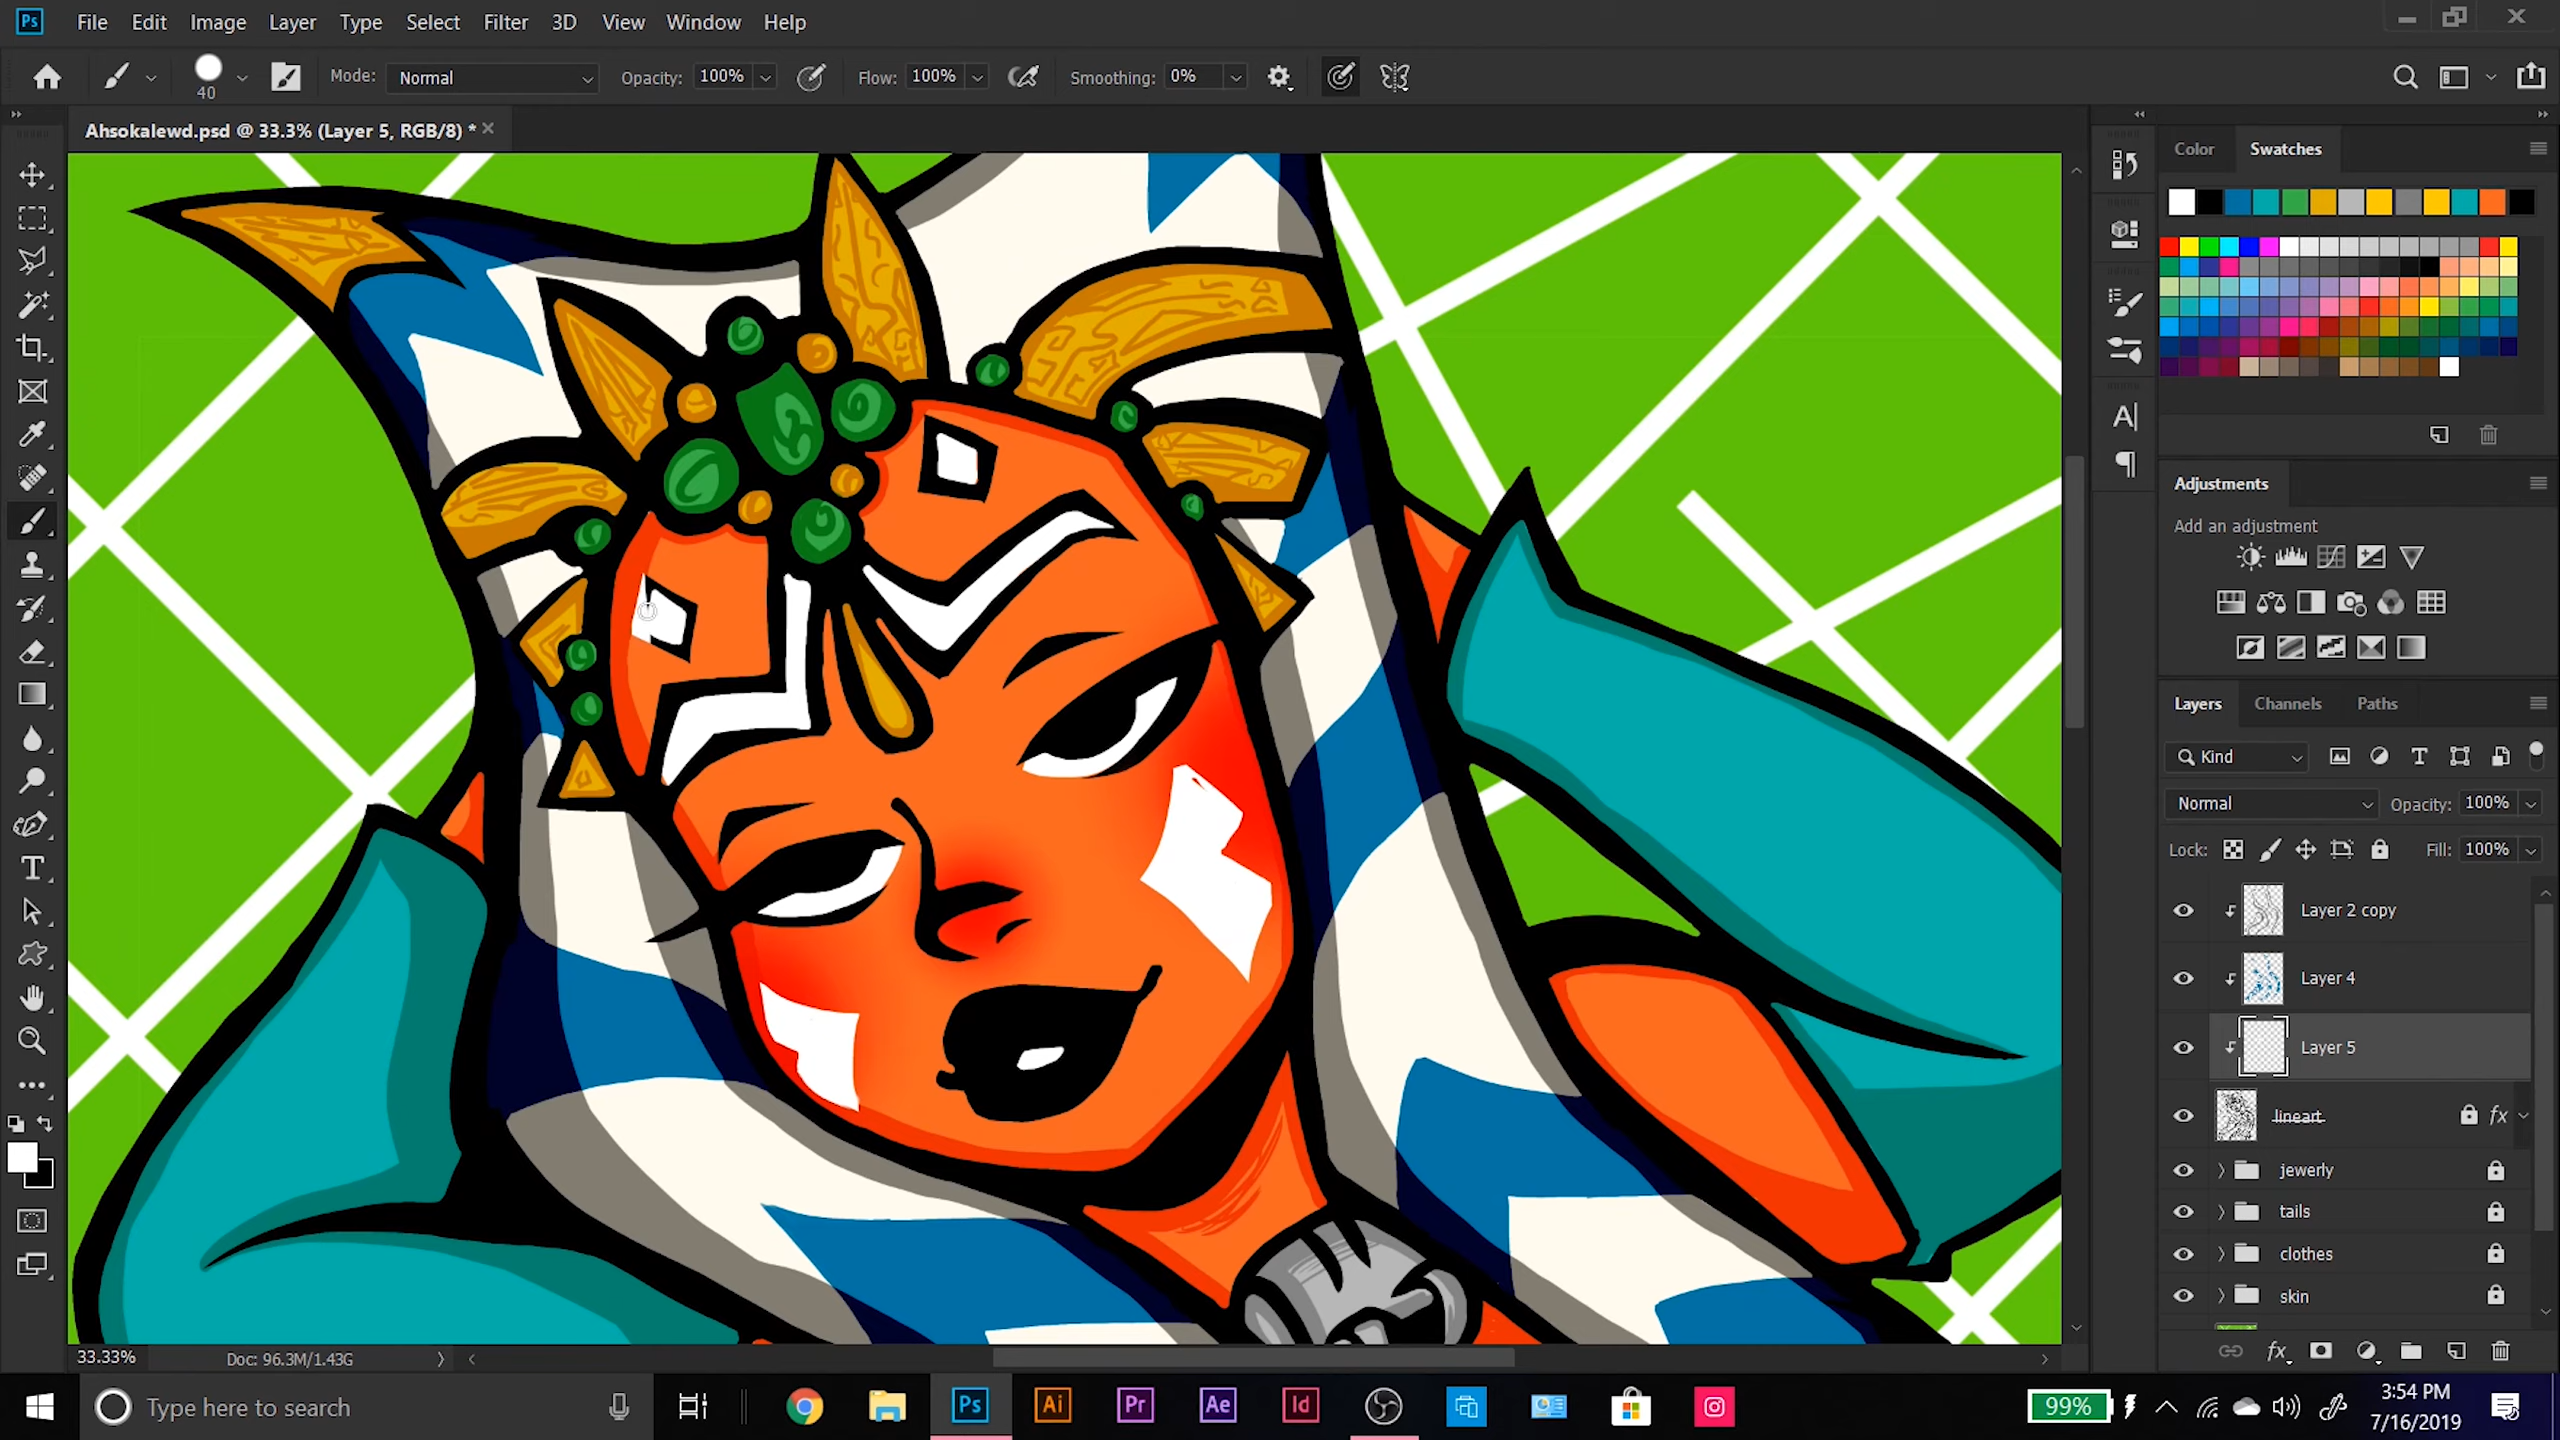 Ps File Edit Image Layer Type Select Filter 3D View Window Help
40 Mode: Normal Opacity: 100% Flow: 100% Smoothing: 0%
Ahsokalewd.psd @ 33.3% (Layer 5, RGB/8) *
Color Swatches
Adjustments
Add an adjustment
Layers Channels Paths
Kind
Normal Opacity: 100%
Lock: Fill: 100%
Layer 2 copy
Layer 4
Layer 5
lineart fx
jewerly
tails
clothes
skin
fx
33.33% Doc: 96.3M/1.43G
Type here to search
Ps Ai Pr Ae Id
99%
3:54 PM
7/16/2019